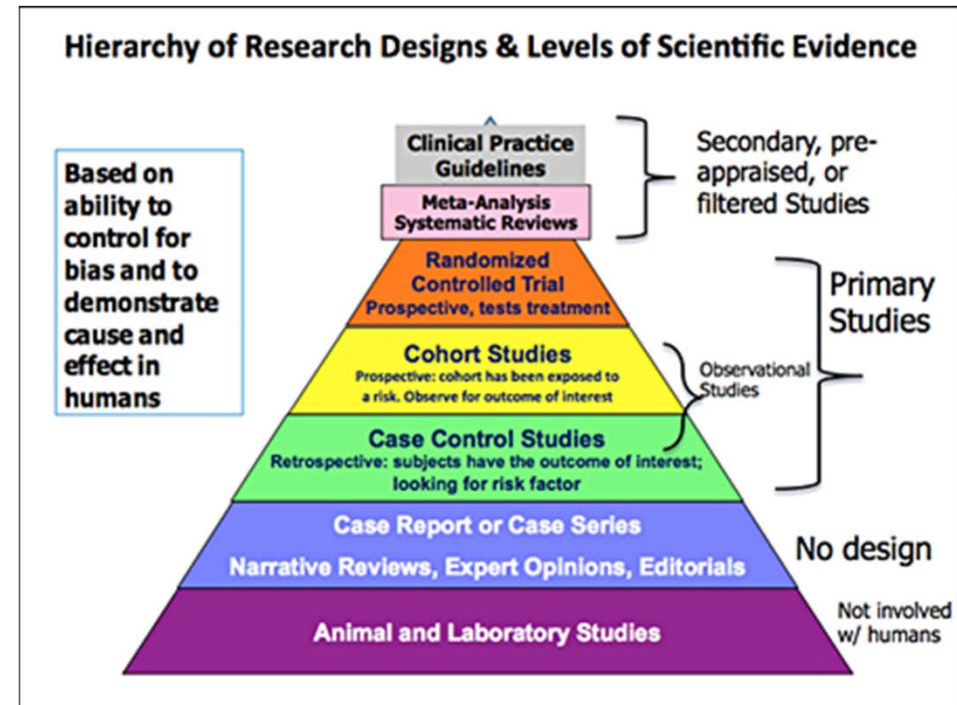 Hierarchy of Research Designs & Levels of Scientific Evidence
Based on
ability to
control for
bias and to
demonstrate
cause and
effect in
humans
Clinical Practice
Guidelines
Meta-Analysis
Systematic Reviews
Secondary, pre-
appraised, or
filtered Studies
Randomized
Controlled Trial
Prospective, tests treatment
Primary
Studies
Cohort Studies
Prospective: cohort has been exposed to
a risk. Observe for outcome of interest
Observational
Studies
Case Control Studies
Retrospective: subjects have the outcome of interest;
looking for risk factor
Case Report or Case Series
Narrative Reviews, Expert Opinions, Editorials
No design
Animal and Laboratory Studies
Not involved
w/ humans